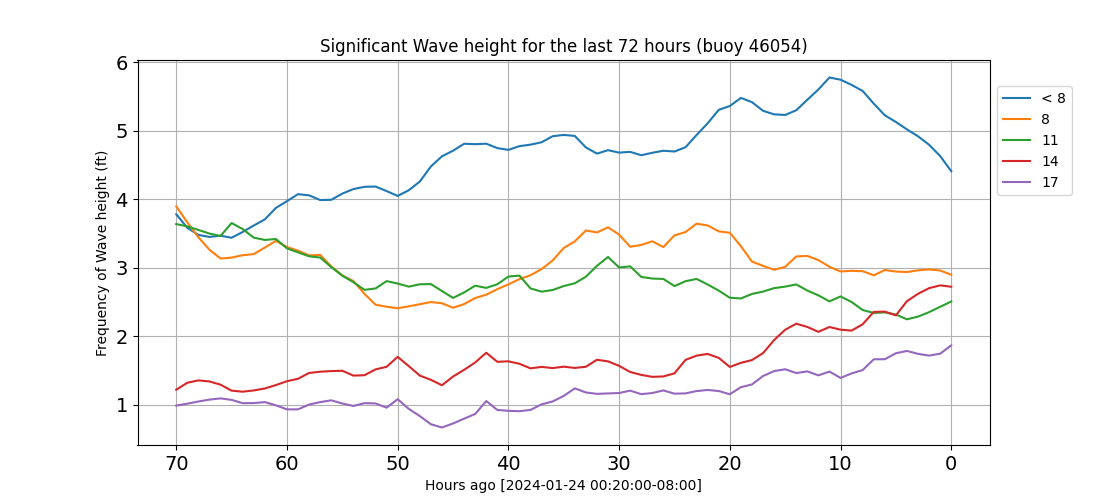 Significant Wave height for the last 72 hours (buoy 46054)
Frequency of Wave height (ft)
6
5
4
3
2
1
70 60 50 40 30 20 10 0
Hours ago [2024-01-24 00:20:00-08:00]
< 8
8
11
14
17